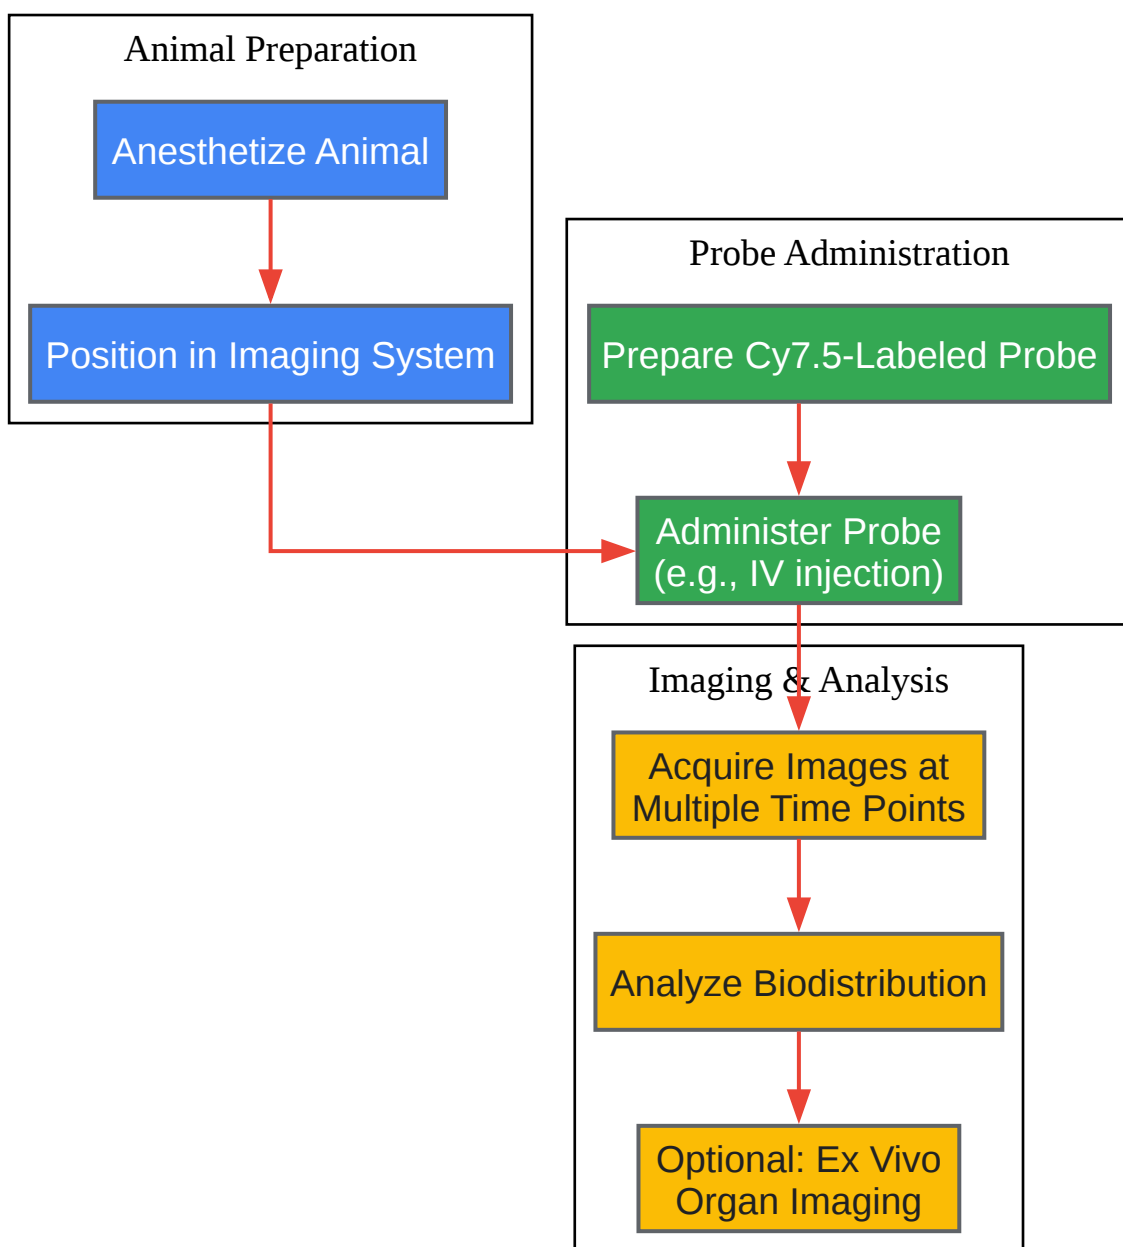 Animal Preparation
Anesthetize Animal
Position in Imaging System
Probe Administration
Prepare Cy7.5-Labeled Probe
Administer Probe
(e.g., IV injection)
Imaging & Analysis
Acquire Images at
Multiple Time Points
Analyze Biodistribution
Optional: Ex Vivo
Organ Imaging